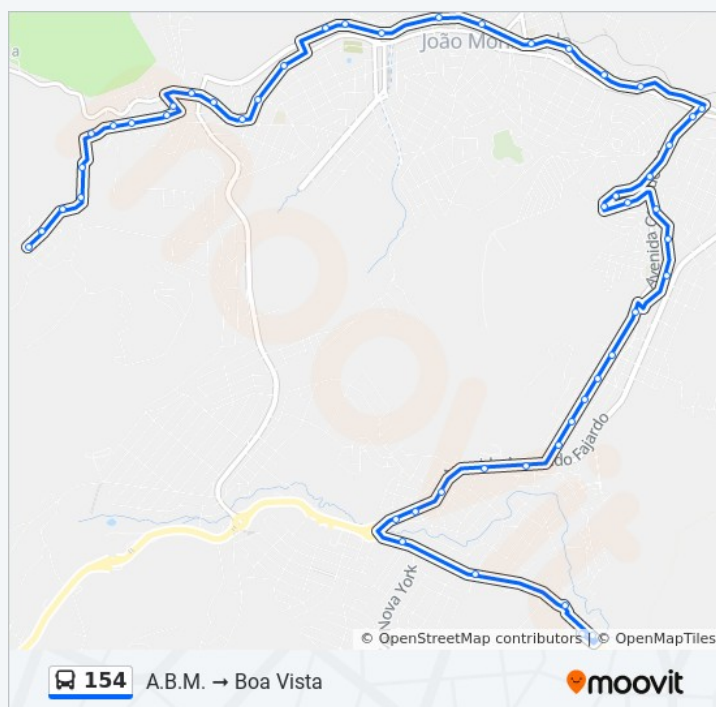 João Mon
Avenida C
do Fajardo
Nova York
© OpenStreetMap contributors | © OpenMapTiles
154 A.B.M. → Boa Vista
moovit